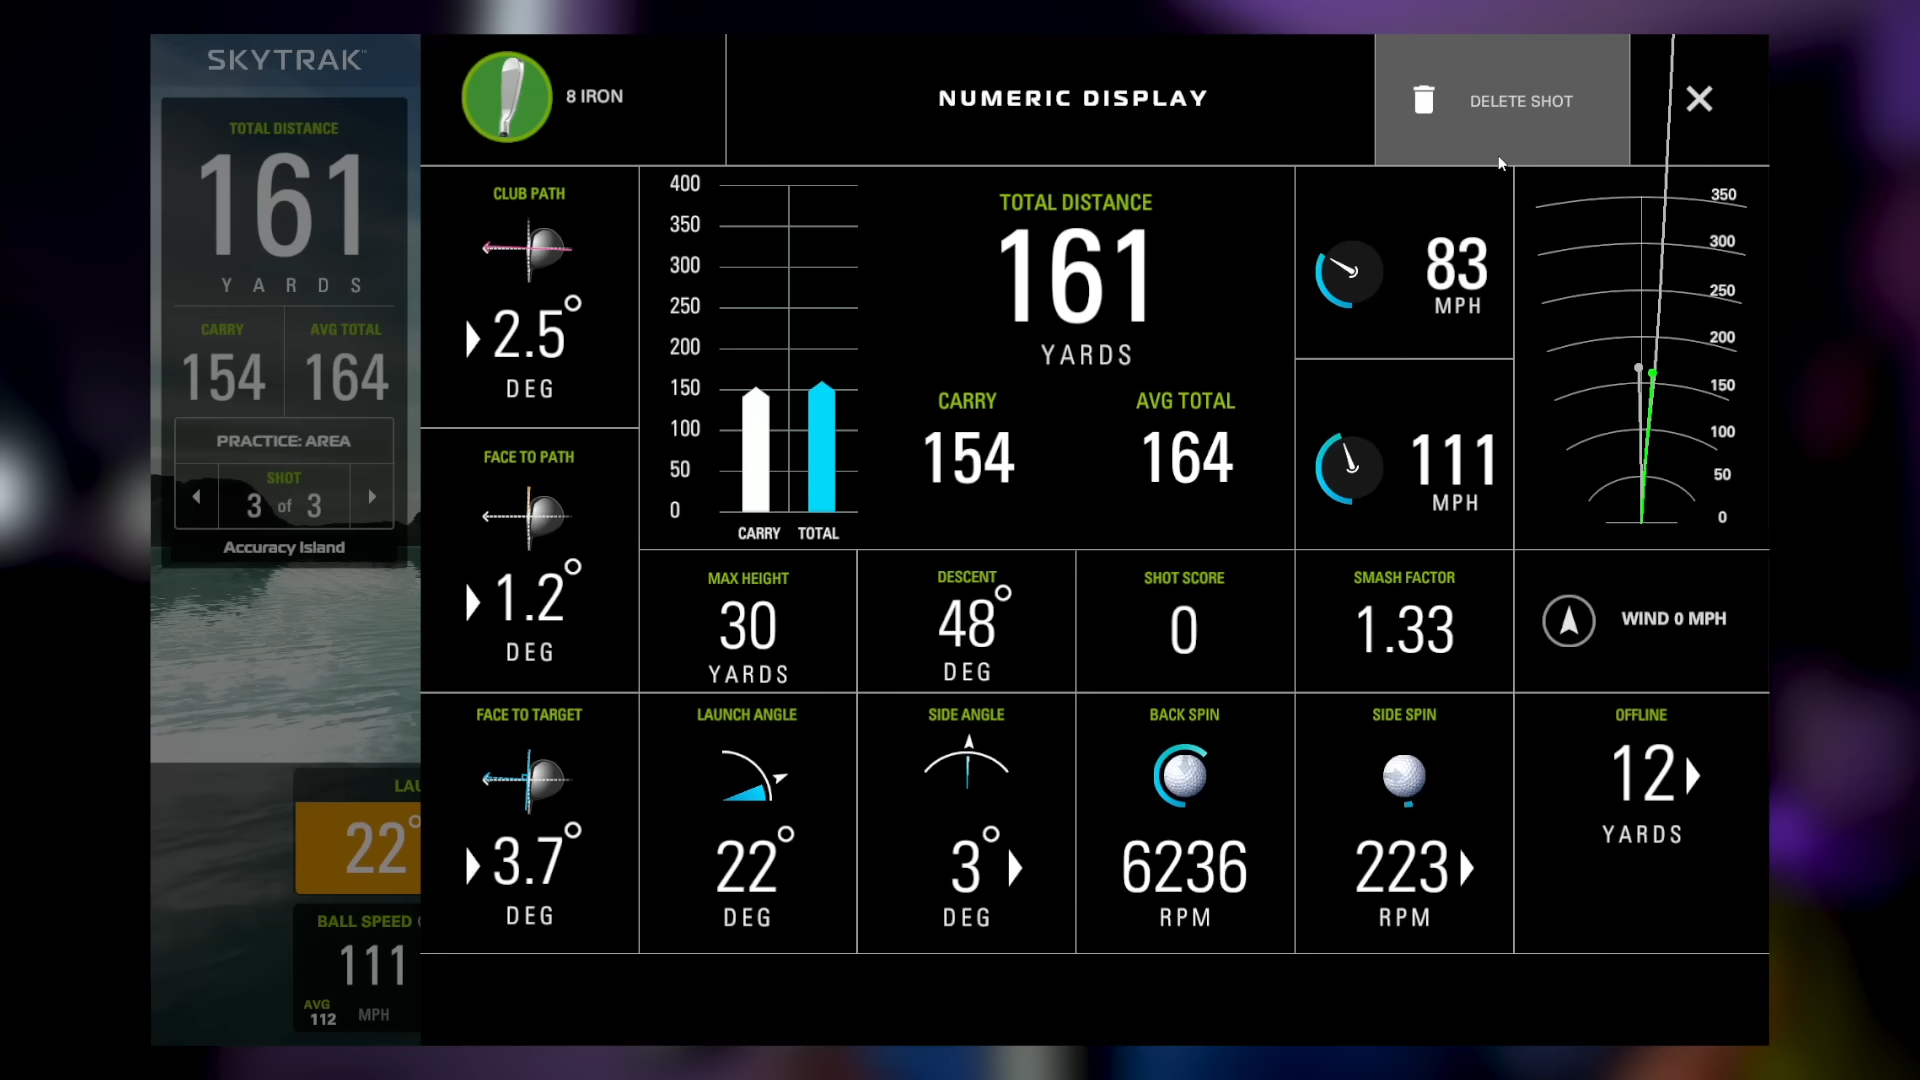 SKYTRAK™
TOTAL DISTANCE
161
YARDS
CARRY
154
AVG TOTAL
164
PRACTICE: AREA
SHOT
3 of 3
Accuracy Island
LAU
22°
BALL SPEED
111
MPH
AVG
112
8 IRON
NUMERIC DISPLAY
DELETE SHOT
CLUB PATH
2.5°
DEG
FACE TO PATH
1.2°
DEG
FACE TO TARGET
3.7°
DEG
400
350
300
250
200
150
100
50
0
CARRY TOTAL
TOTAL DISTANCE
161
YARDS
CARRY
154
AVG TOTAL
164
83
MPH
111
MPH
350
300
250
200
150
100
50
0
MAX HEIGHT
30
YARDS
DESCENT
48°
DEG
SHOT SCORE
0
SMASH FACTOR
1.33
WIND 0 MPH
LAUNCH ANGLE
22°
DEG
SIDE ANGLE
3°
DEG
BACK SPIN
6236
RPM
SIDE SPIN
223
RPM
OFFLINE
12
YARDS